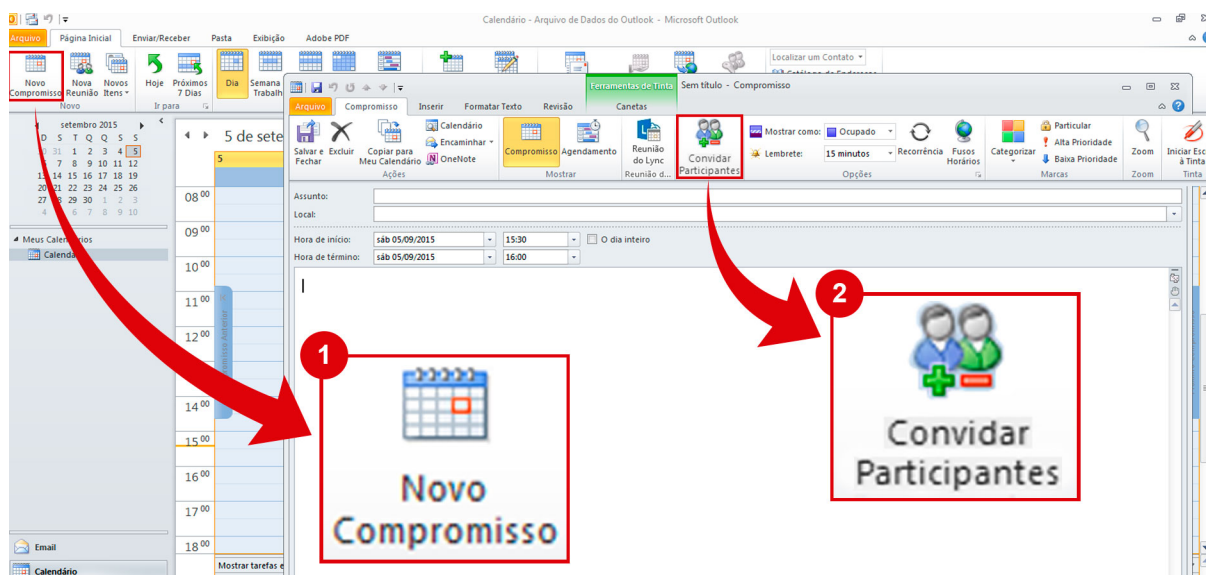 Calendário - Arquivo de Dados do Outlook - Microsoft Outlook
Arquivo Página Inicial Enviar/Receber Pasta Exibição Adobe PDF
Novo Compromisso
Nova Reunião
Novos Itens
Hoje
Próximos 7 Dias
Dia
Semana
Trabalh
Localizar um Contato
Novo
Ir para
Ferramentas de Tinta Sem título - Compromisso
Arquivo Compromisso Inserir Formatar Texto Revisão Canetas
Salvar e Fechar
Excluir
Copiar para Meu Calendário
Calendário
Encaminhar
OneNote
Ações
Compromisso
Agendamento
Mostrar
Reunião do Lync
Reunião d...
Convidar Participantes
Mostrar como: Ocupado
Lembrete: 15 minutos
Recorrência
Fusos Horários
Opções
Categorizar
Particular
Alta Prioridade
Baixa Prioridade
Marcas
Zoom
Zoom
Iniciar Esc
à Tinta
Tinta
setembro 2015
D S T Q Q S S
31 1 2 3 4 5
6 7 8 9 10 11 12
13 14 15 16 17 18 19
20 21 22 23 24 25 26
27 28 29 30 1 2 3
4 6 7 8 9 10
5 de sete
5
Meus Calendários
Calendá
08 00
09 00
10 00
11 00
12 00
14 00
15 00
16 00
17 00
18 00
Anterior
Assunto:
Local:
Hora de início: sáb 05/09/2015 15:30 O dia inteiro
Hora de término: sáb 05/09/2015 16:00
1
Novo
Compromisso
2
Convidar
Participantes
Email
Calendário
Mostrar tarefas e